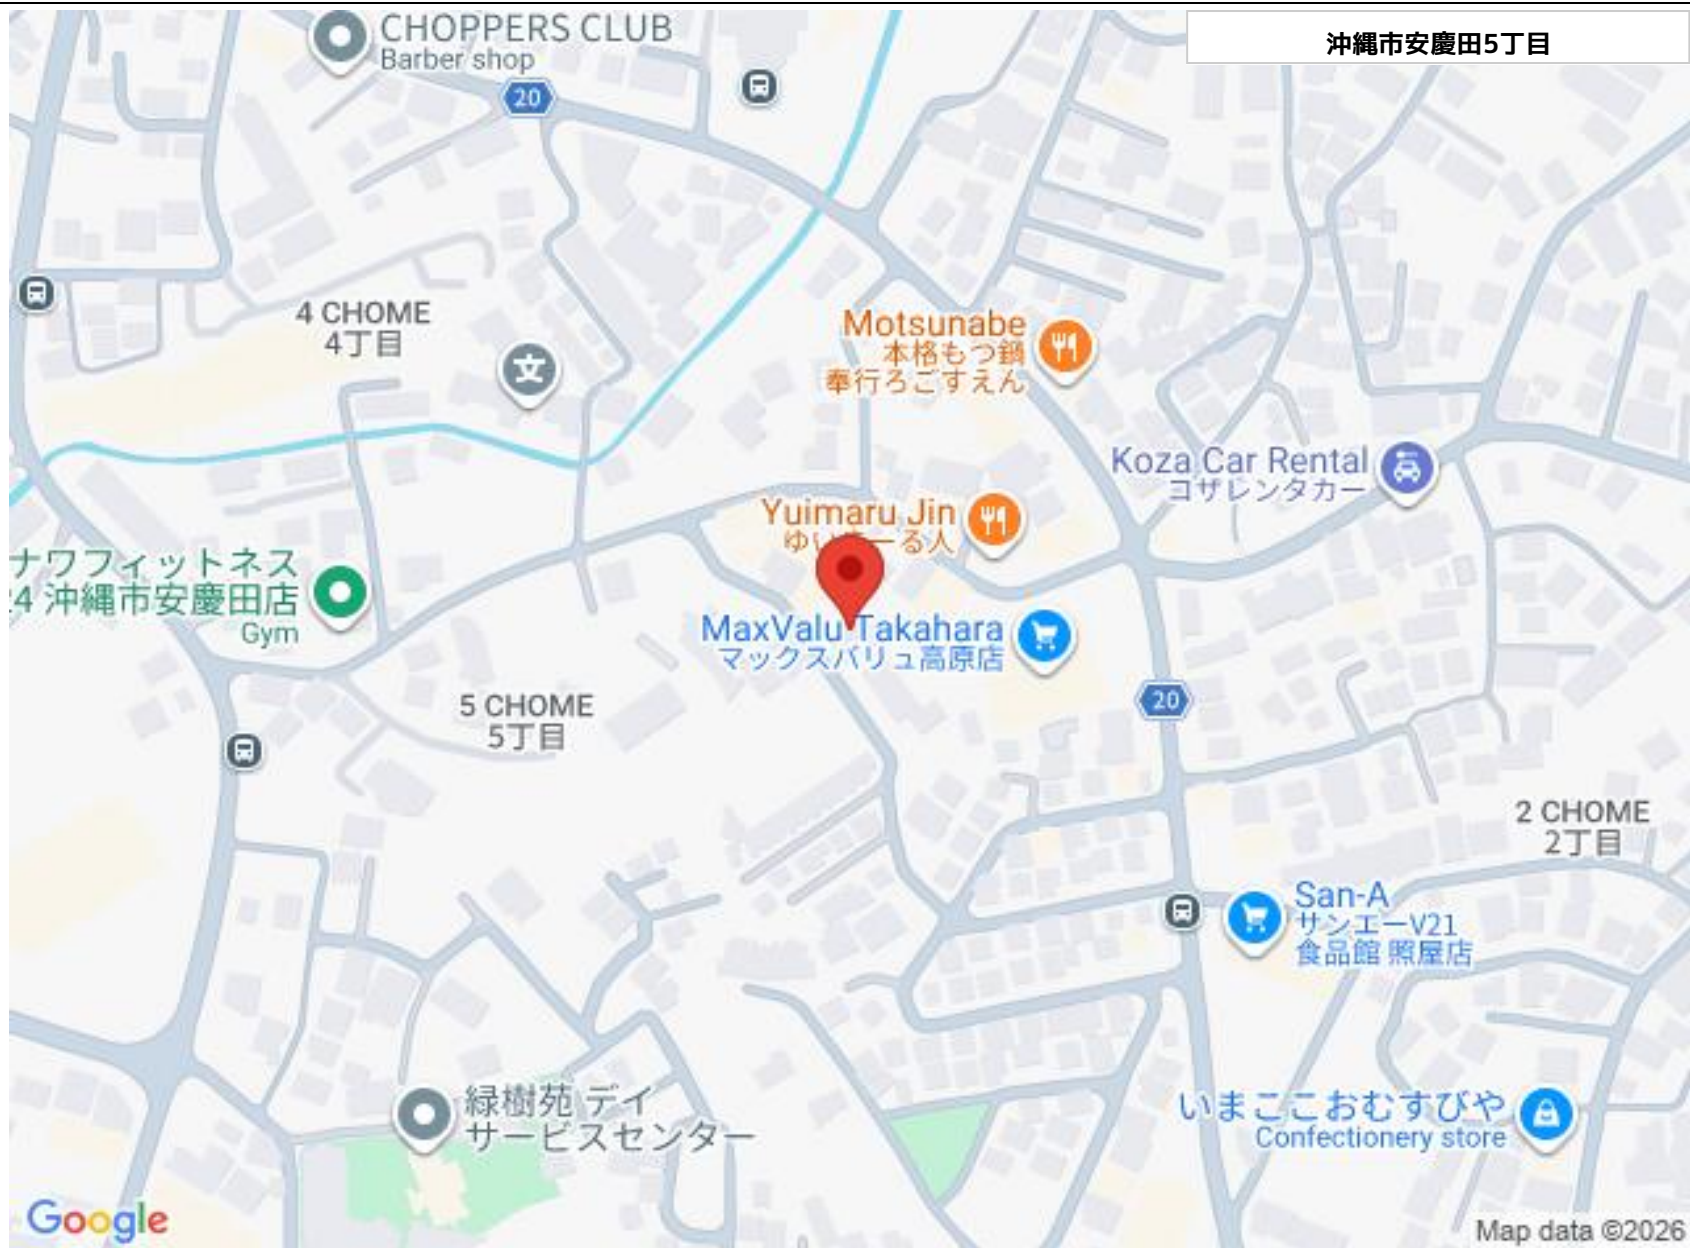 CHOPPERS CLUB
Barber shop
沖縄市安慶田5丁目
20
4 CHOME
4丁目
文
Motsunabe
本格もつ鍋
奉行ろごすえん
Koza Car Rental
コザレンタカー
Yuimaru Jin
ゆい
る人
ナワフィットネス
24 沖縄市安慶田店
Gym
MaxValu Takahara
マックスバリュ高原店
5 CHOME
5丁目
20
2 CHOME
2丁目
San-A
サンエーV21
食品館 照屋店
緑樹苑 デイ
サービスセンター
いまここおむすびや
Confectionery store
Google
Map data ©2026